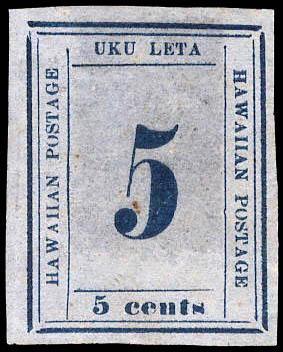 UKU LETA
HAWAIIAN POSTAGE
5
HAWAIIAN POSTAGE
5 cents